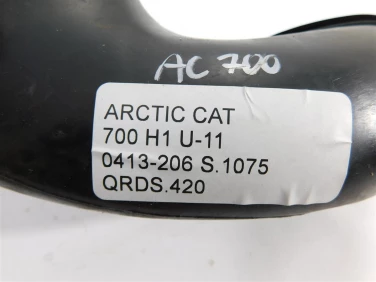 AC 700
ARCTIC CAT
700 H1 U-11
0413-206 S.1075
QRDS.420